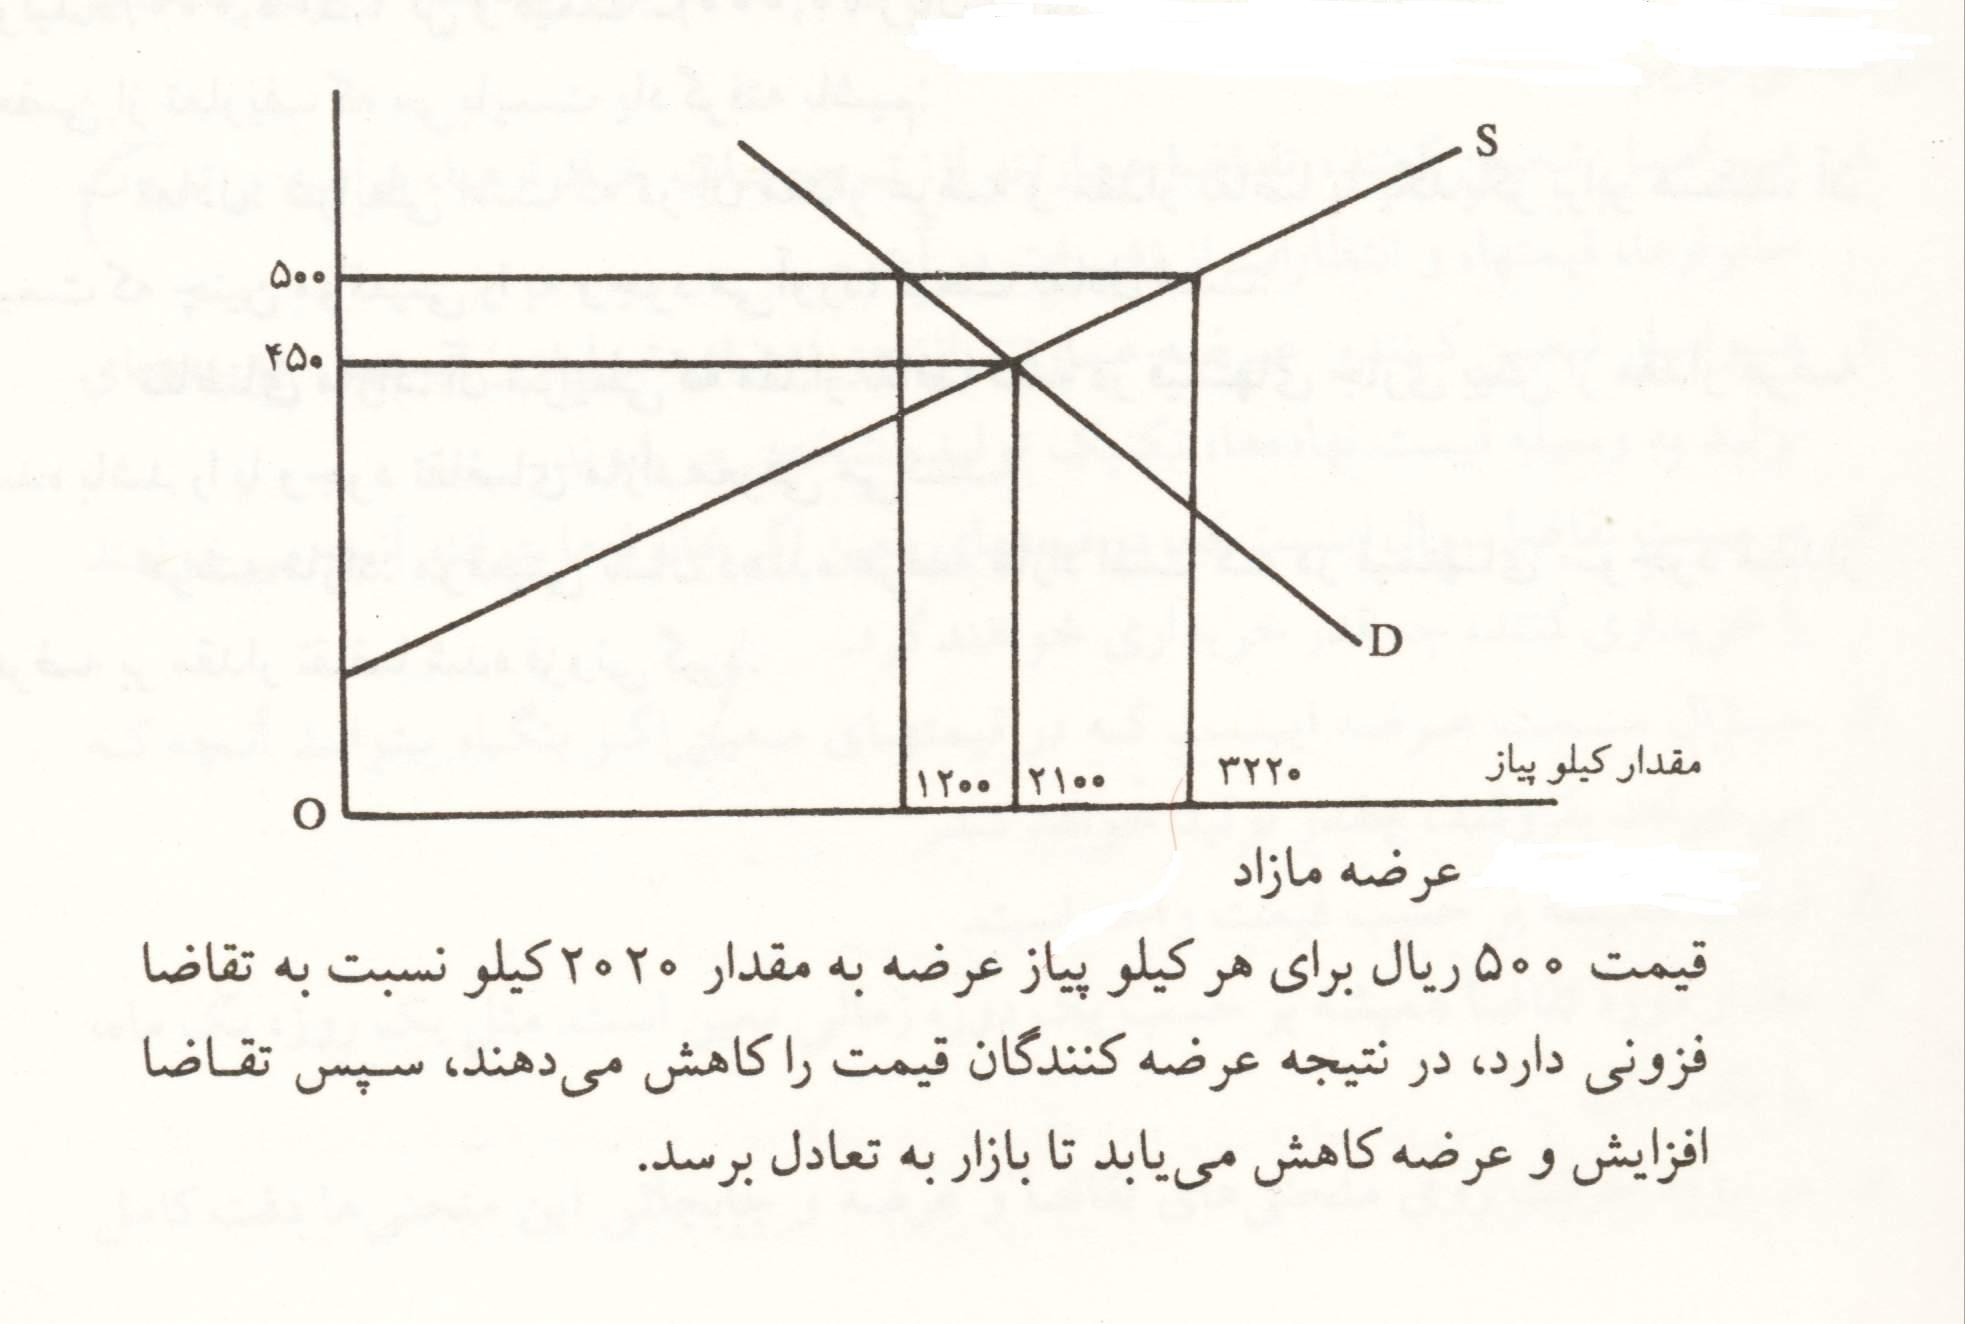 S
۵۰۰
۴۵۰
D
۱۲۰۰ ۲۱۰۰ ۳۲۲۰ مقدار کیلو پیاز
O
عرضه مازاد
قیمت ۵۰۰ ریال برای هر کیلو پیاز عرضه به مقدار ۲۰۲۰ کیلو نسبت به تقاضا
فزونی دارد، در نتیجه عرضه کنندگان قیمت را کاهش می‌دهند، سپس تقاضا
افزایش و عرضه کاهش می‌یابد تا بازار به تعادل برسد.